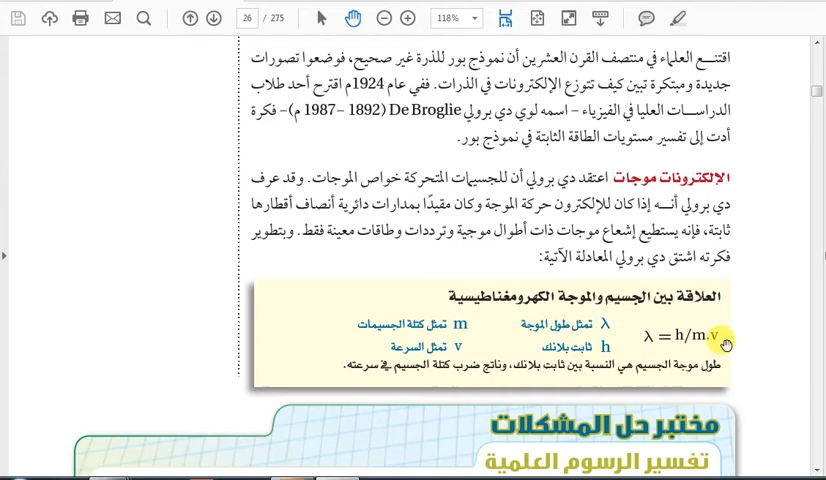 26 / 275
118%
اقتنع العلماء في منتصف القرن العشرين أن نموذج بور للذرة غير صحيح، فوضعوا تصورات
جديدة ومبتكرة تبين كيف تتوزع الإلكترونات في الذرات. ففي عام 1924م اقترح أحد طلاب
الدراسات العليا في الفيزياء - اسمه لوي دي برولي De Broglie (1892 – 1987 م)- فكرة
أدت إلى تفسير مستويات الطاقة الثابتة في نموذج بور.
الإلكترونات موجات اعتقد دي برولي أن للجسيمات المتحركة خواص الموجات. وقد عرف
دي برولي أنه إذا كان للإلكترون حركة الموجة وكان مقيدًا بمدارات دائرية أنصاف أقطارها
ثابتة، فإنه يستطيع إشعاع موجات ذات أطوال موجية وترددات وطاقات معينة فقط. وبتطوير
فكرته اشتق دي برولي المعادلة الآتية:
العلاقة بين الجسيم والموجة الكهرومغناطيسية
λ = h/m.v
λ تمثل طول الموجة m تمثل كتلة الجسيمات
h ثابت بلانك v تمثل السرعة
طول موجة الجسيم هي النسبة بين ثابت بلانك، وناتج ضرب كتلة الجسيم في سرعته.
مختبر حل المشكلات
تفسير الرسوم العلمية